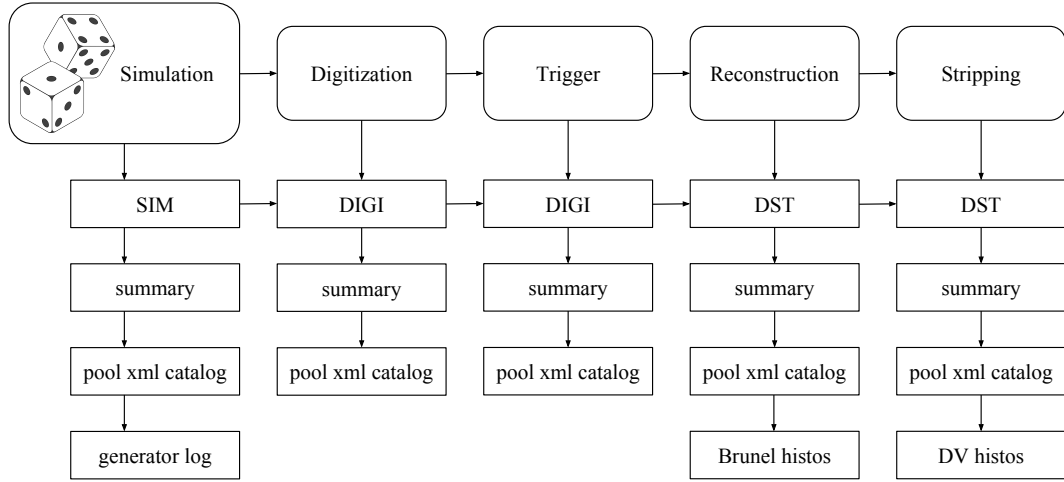 Simulation
Digitization
Trigger
Reconstruction
Stripping
SIM
DIGI
DIGI
DST
DST
summary
summary
summary
summary
summary
pool xml catalog
pool xml catalog
pool xml catalog
pool xml catalog
pool xml catalog
generator log
Brunel histos
DV histos